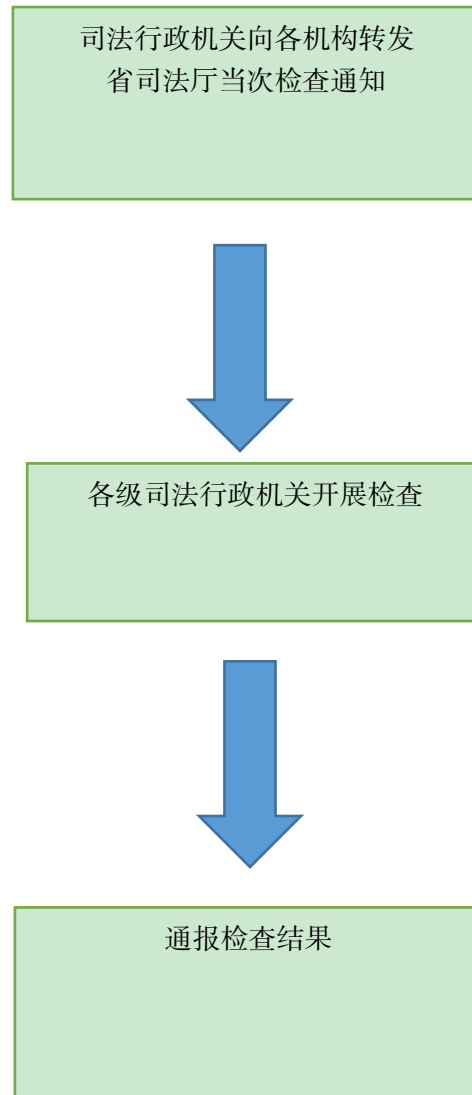 司法行政机关向各机构转发
省司法厅当次检查通知
各级司法行政机关开展检查
通报检查结果